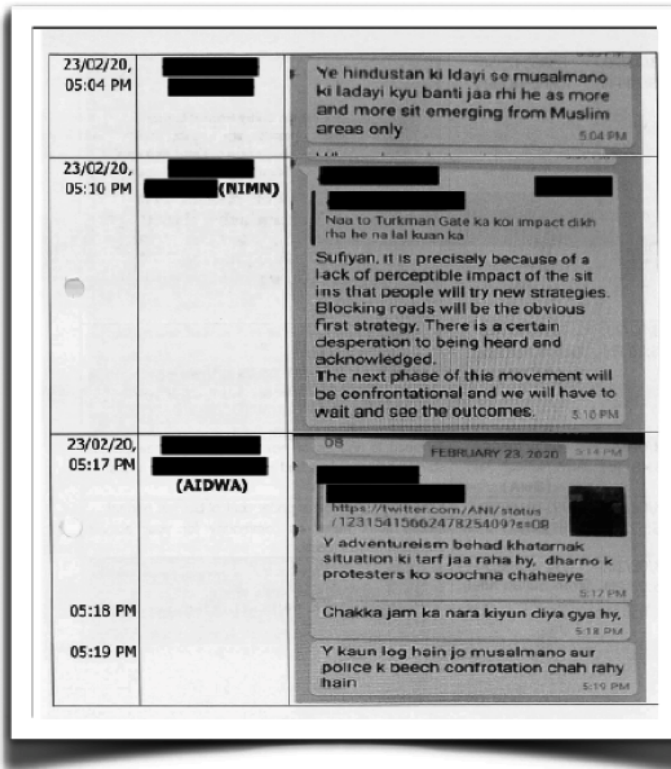 23/02/20,
05:04 PM
Ye hindustan ki ldayi se musalmano
ki ladayi kyu banti jaa rhi he as more
and more sit emerging from Muslim
areas only
5:04 PM
23/02/20,
05:10 PM
(NIMN)
Naa to Turkman Gate ka koi impact dikh
rha he na lal kuan ka
Sufiyan, it is precisely because of a
lack of perceptible impact of the sit
ins that people will try new strategies.
Blocking roads will be the obvious
first strategy. There is a certain
desperation to being heard and
acknowledged.
The next phase of this movement will
be confrontational and we will have to
wait and see the outcomes.
5:10 PM
23/02/20,
05:17 PM
(AIDWA)
FEBRUARY 23, 2020
5:14 PM
https://twitter.com/ANI/status
/1231541566247825409?s=08
Y adventureism behad khatarnak
situation ki tarf jaa raha hy, dharno k
protesters ko soochna chaheeye
5:17 PM
05:18 PM
Chakka jam ka nara kiyun diya gya hy,
5:18 PM
05:19 PM
Y kaun log hain jo musalmano aur
police k beech confrotation chah rahy
hain
5:19 PM